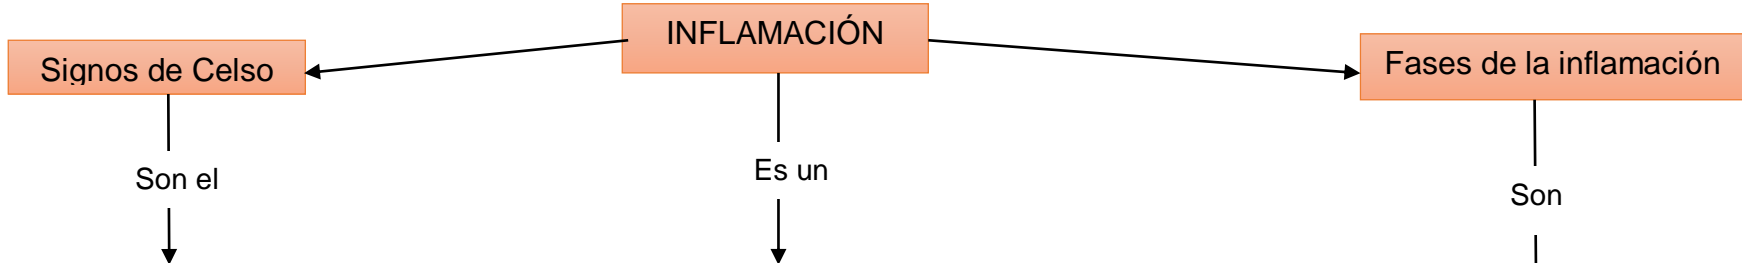 INFLAMACIÓN
Signos de Celso
Fases de la inflamación
Son el
Es un
Son